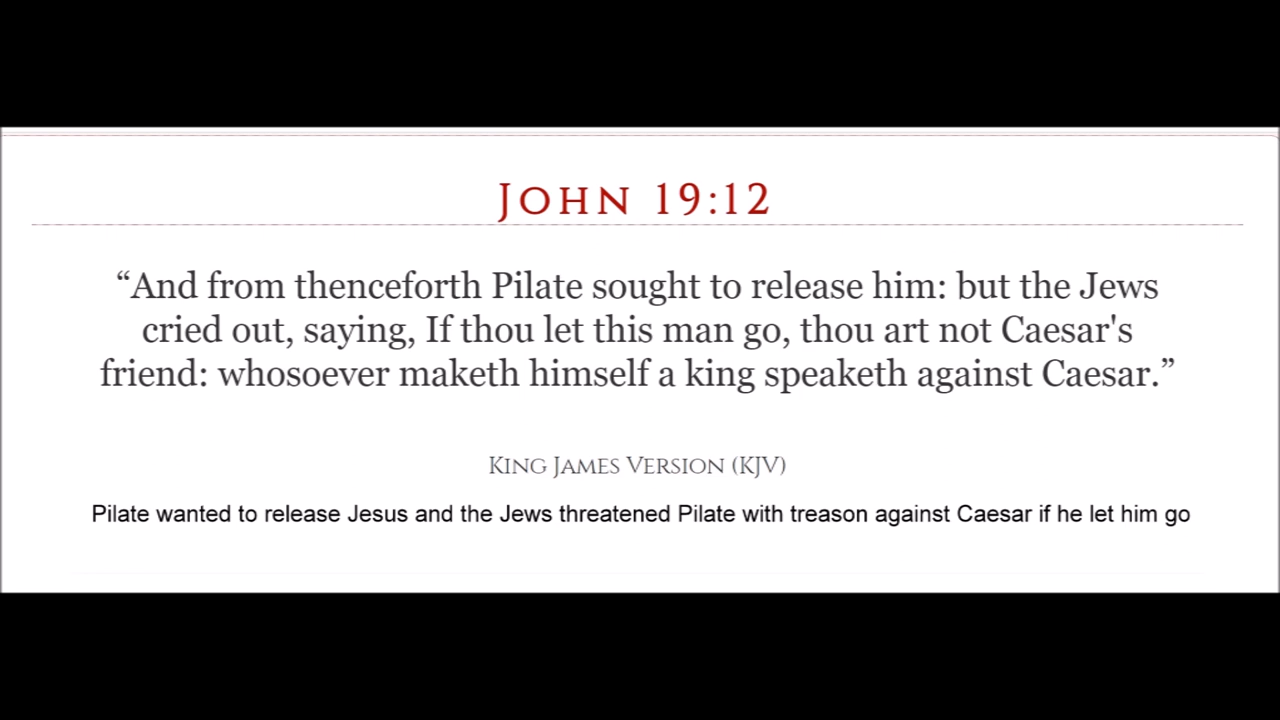 John 19:12
“And from thenceforth Pilate sought to release him: but the Jews
cried out, saying, If thou let this man go, thou art not Caesar's
friend: whosoever maketh himself a king speaketh against Caesar.”
King James Version (KJV)
Pilate wanted to release Jesus and the Jews threatened Pilate with treason against Caesar if he let him go